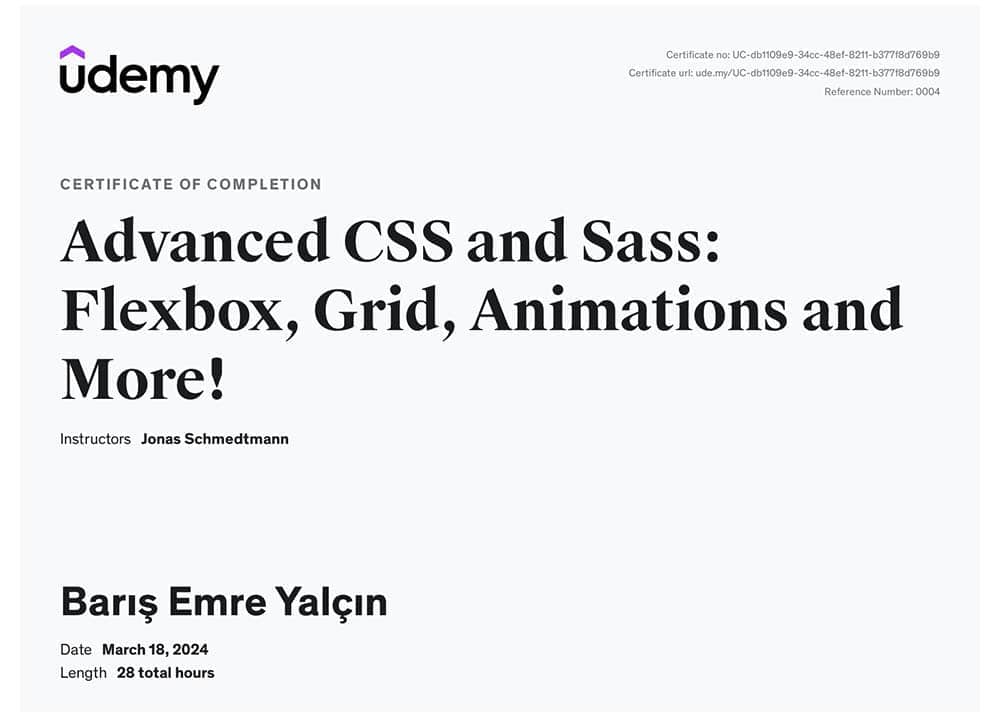 udemy
Certificate no: UC-db1109e9-34cc-48ef-8211-b377f8d769b9
Certificate url: ude.my/UC-db1109e9-34cc-48ef-8211-b377f8d769b9
Reference Number: 0004
CERTIFICATE OF COMPLETION
Advanced CSS and Sass:
Flexbox, Grid, Animations and
More!
Instructors Jonas Schmedtmann
Barış Emre Yalçın
Date March 18, 2024
Length 28 total hours